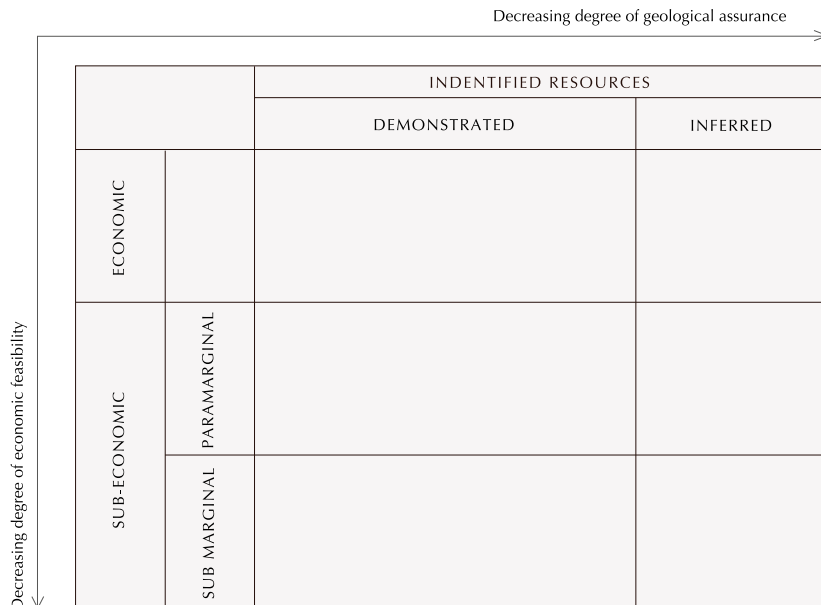 Decreasing degree of geological assurance
INDENTIFIED RESOURCES
DEMONSTRATED
INFERRED
ECONOMIC
SUB-ECONOMIC
PARAMARGINAL
SUB MARGINAL
Decreasing degree of economic feasibility